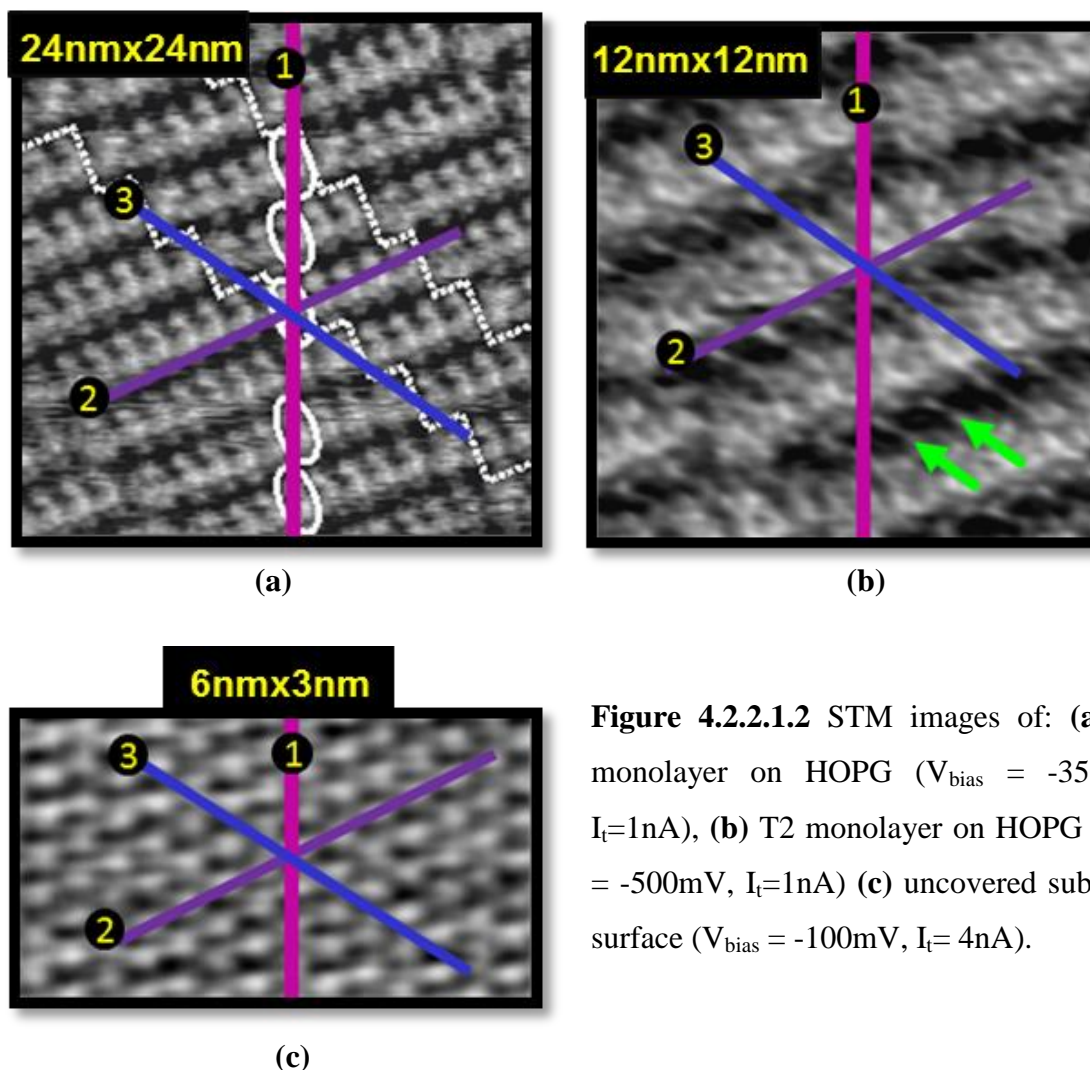 24nmx24nm
1
3
2
(a)
12nmx12nm
1
3
2
(b)
6nmx3nm
3
1
2
(c)
Figure 4.2.2.1.2 STM images of: (a
monolayer on HOPG (Vbias = -35
It=1nA), (b) T2 monolayer on HOPG
= -500mV, It=1nA) (c) uncovered sub
surface (Vbias = -100mV, It= 4nA).